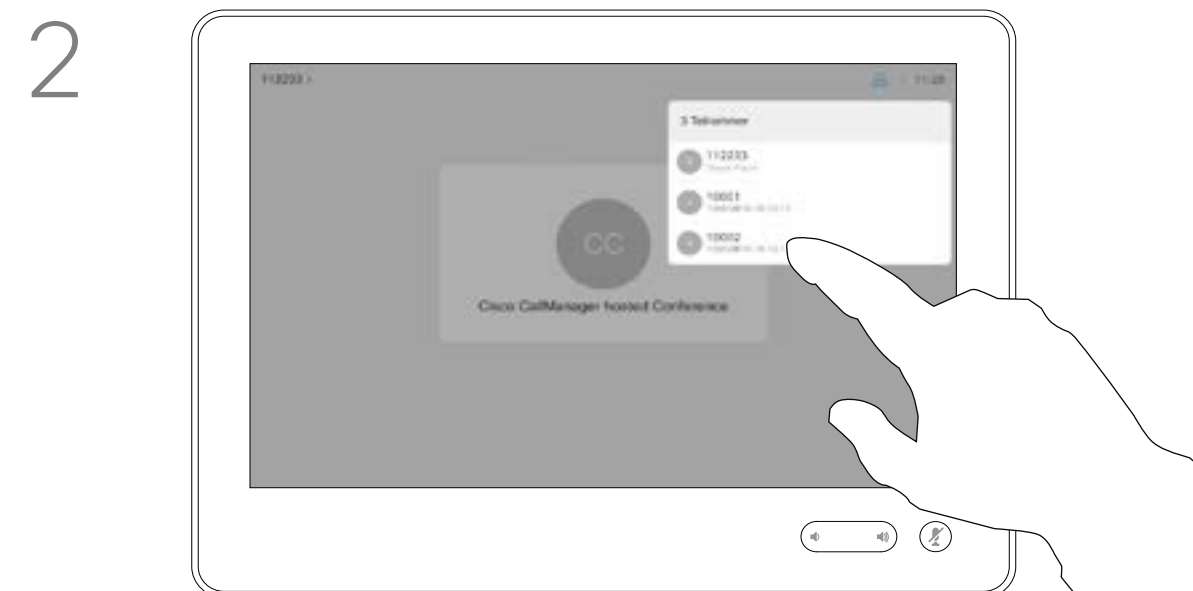 2
112233 >
11:28
3 Teilnehmer
112233
10001
10002
CC
Cisco CallManager hosted Conference